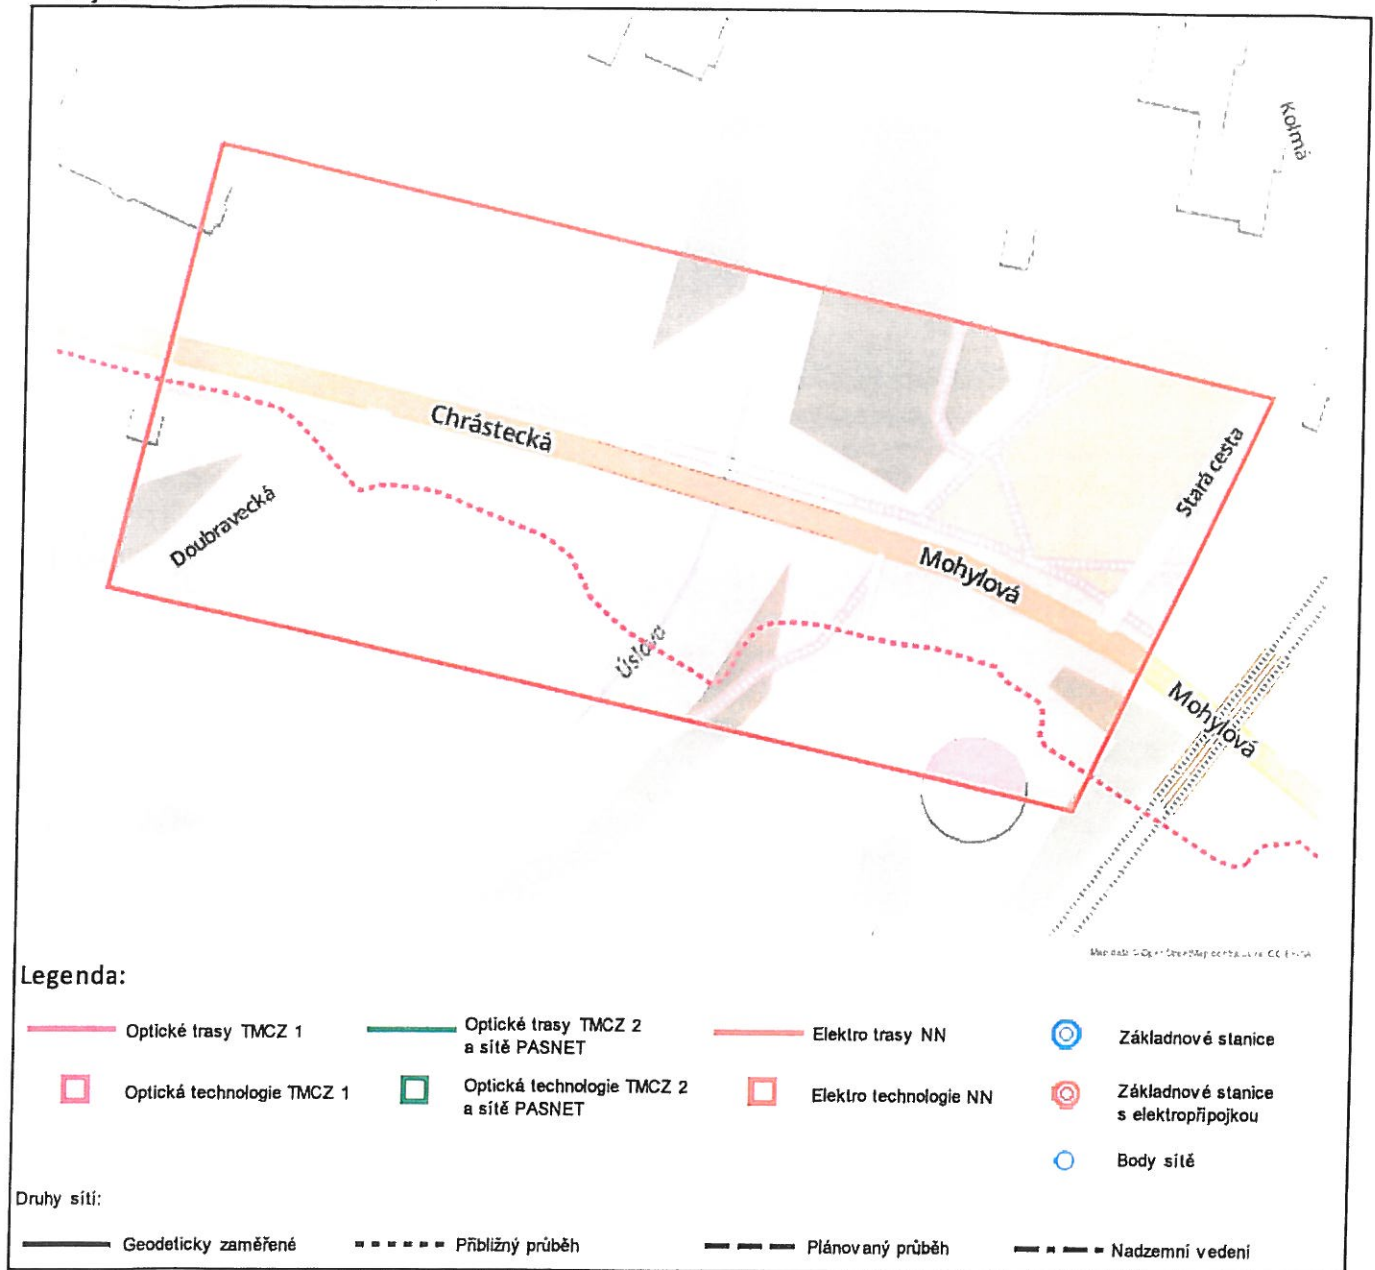 Kolmá
Chrástecká
Stará cesta
Doubravecká
Mohylová
Úslava
Mohylová
Legenda:
Optické trasy TMCZ 1
Optické trasy TMCZ 2
a sítě PASNET
Elektro trasy NN
Základnové stanice
Optická technologie TMCZ 1
Optická technologie TMCZ 2
a sítě PASNET
Elektro technologie NN
Základnové stanice
s elektropřípojkou
Body sítě
Druhy sítí:
Geodeticky zaměřené
Přibližný průběh
Plánovaný průběh
Nadzemní vedení